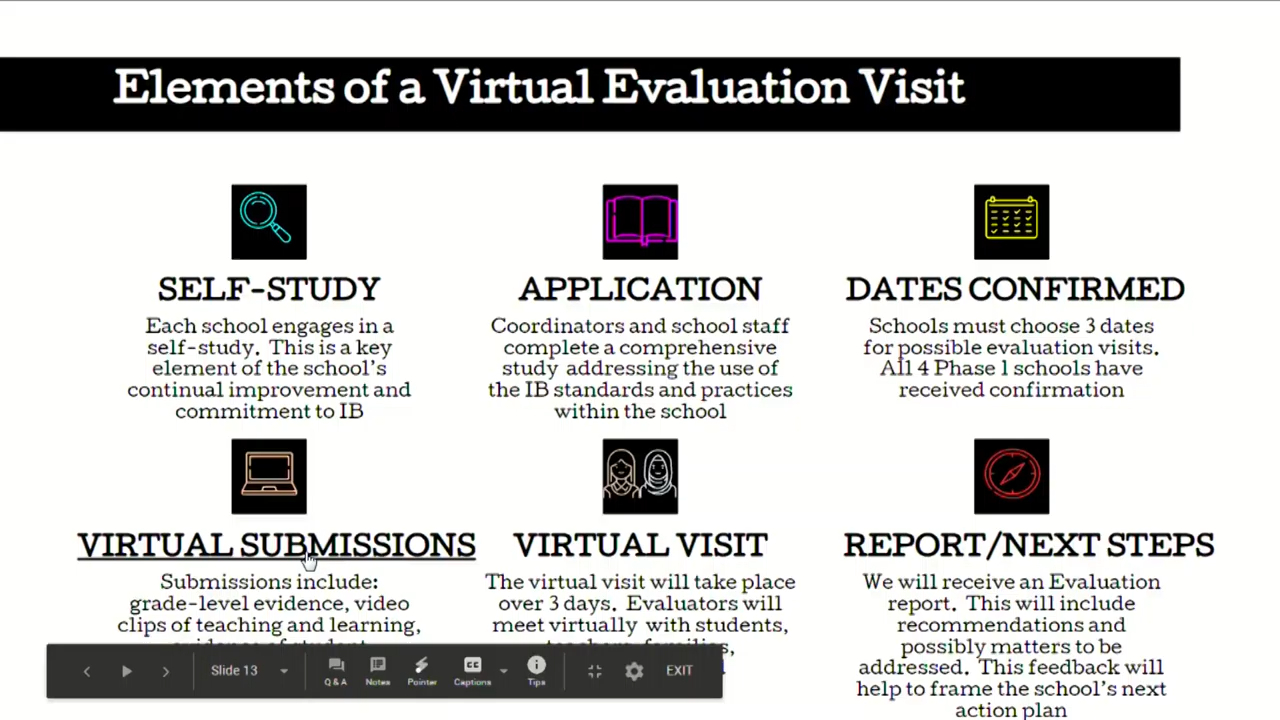 Elements of a Virtual Evaluation Visit
SELF-STUDY
Each school engages in a
self-study. This is a key
element of the school's
continual improvement and
commitment to IB
APPLICATION
Coordinators and school staff
complete a comprehensive
study addressing the use of
the IB standards and practices
within the school
DATES CONFIRMED
Schools must choose 3 dates
for possible evaluation visits.
All 4 Phase 1 schools have
received confirmation
VIRTUAL SUBMISSIONS
Submissions include:
grade-level evidence, video
clips of teaching and learning,
evidence of student
VIRTUAL VISIT
The virtual visit will take place
over 3 days. Evaluators will
meet virtually with students,
teachers, families,
REPORT/NEXT STEPS
We will receive an Evaluation
report. This will include
recommendations and
possibly matters to be
addressed. This feedback will
help to frame the school's next
action plan
Slide 13
Q & A
Notes
Pointer
Captions
Tips
EXIT